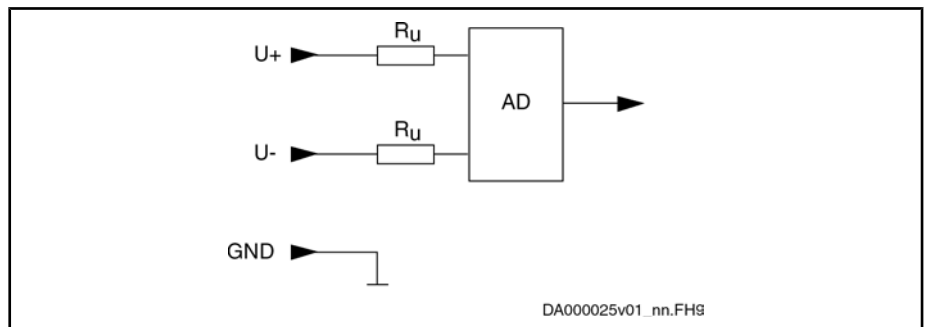 Ru
U+
AD
Ru
U-
GND
DA000025v01_nn.FH9